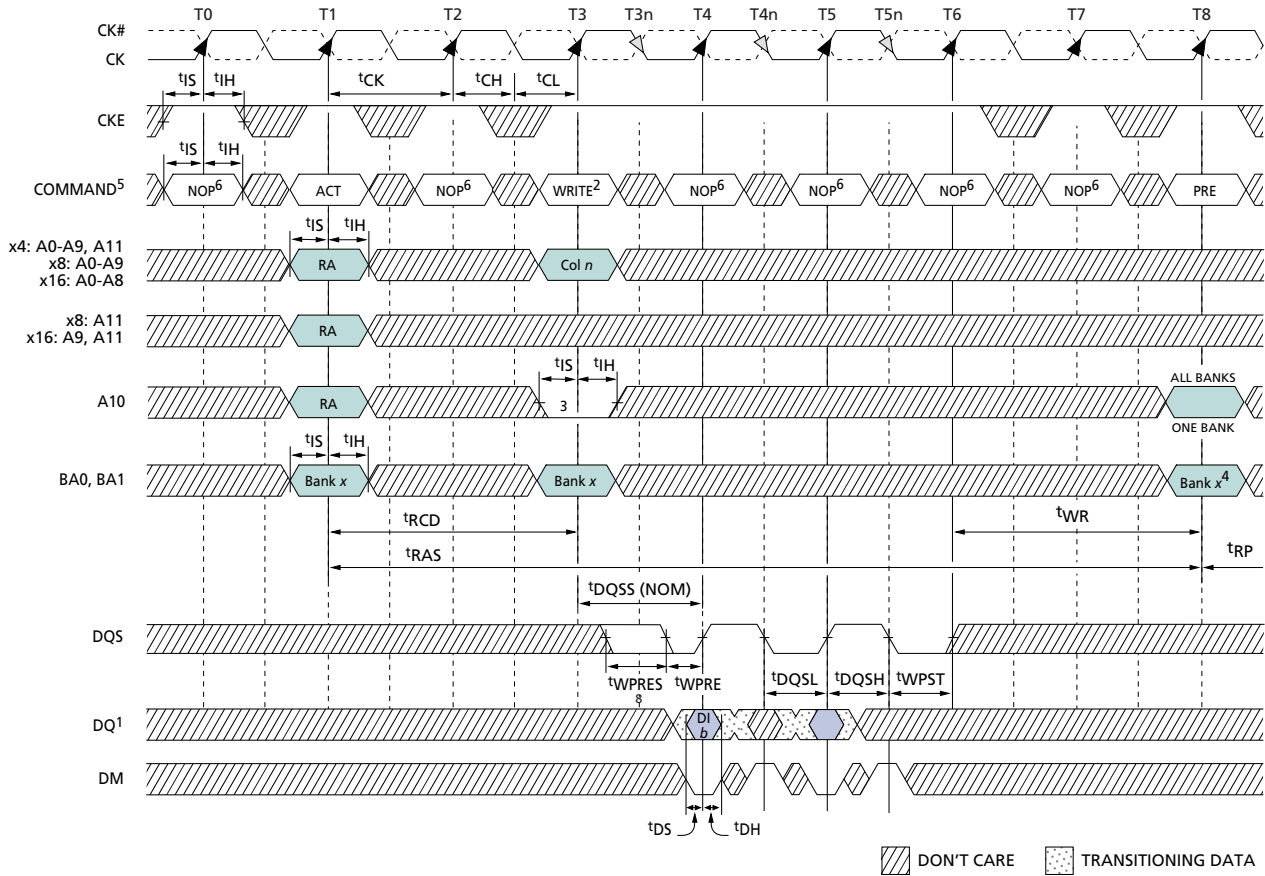 T0 T1 T2 T3 T3n T4 T4n T5 T5n T6 T7 T8
CK#
CK
tIS tIH tCK tCH tCL
CKE
tIS tIH
COMMAND5 NOP6 ACT NOP6 WRITE2 NOP6 NOP6 NOP6 NOP6 PRE
tIS tIH
x4: A0-A9, A11
x8: A0-A9
x16: A0-A8
RA Col n
x8: A11
x16: A9, A11
RA
tIS tIH
A10 RA 3
ALL BANKS
ONE BANK
tIS tIH
BA0, BA1 Bank x Bank x Bank x4
tRCD tWR
tRAS tRP
tDQSS (NOM)
DQS
tWPRES tWPRE tDQSL tDQSH tWPST
8
DQ1 DI
b
DM
tDS tDH
DON'T CARE TRANSITIONING DATA